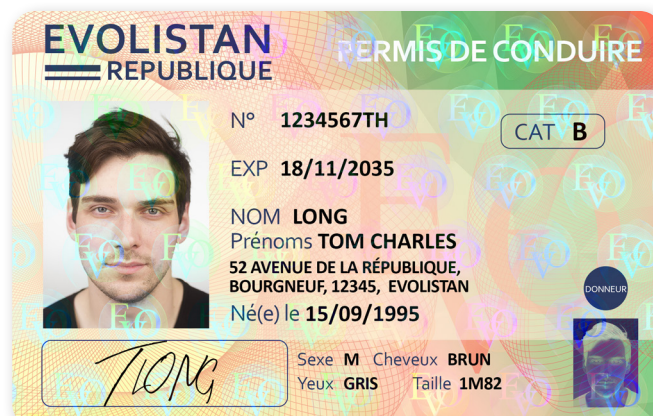 EVOLISTAN
REPUBLIQUE
PERMIS DE CONDUIRE
N° 1234567TH
CAT B
EXP 18/11/2035
NOM LONG
Prénoms TOM CHARLES
52 AVENUE DE LA RÉPUBLIQUE,
BOURGNEUF, 12345, EVOLISTAN
DONNEUR
Né(e) le 15/09/1995
TLONG
Sexe M Cheveux BRUN
Yeux GRIS Taille 1M82